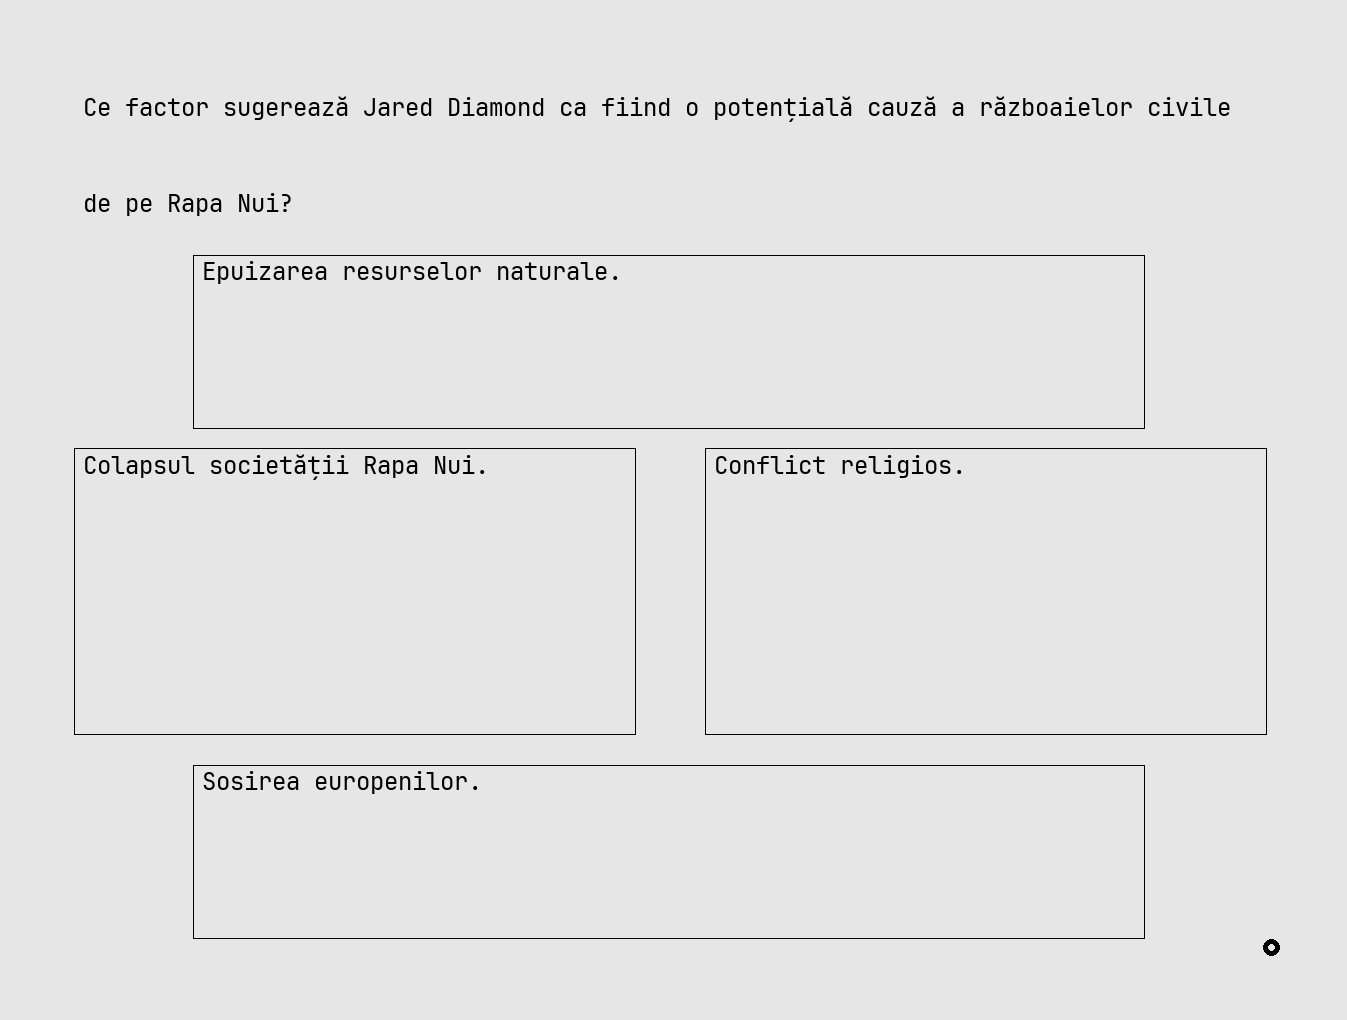 Ce factor sugerează Jared Diamond ca fiind o potențială cauză a războaielor civile
de pe Rapa Nui?
Epuizarea resurselor naturale.
Colapsul societății Rapa Nui.
Conflict religios.
Sosirea europenilor.